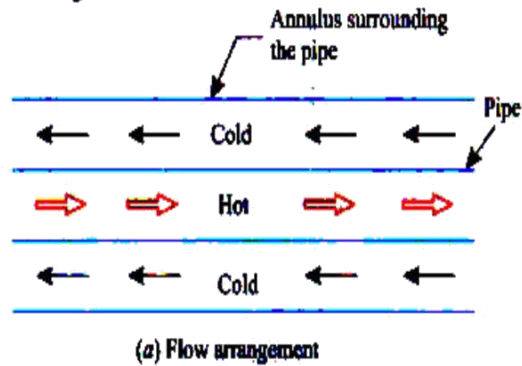 Annulus surrounding
the pipe
Pipe
Cold
Hot
Cold
(a) Flow arrangement